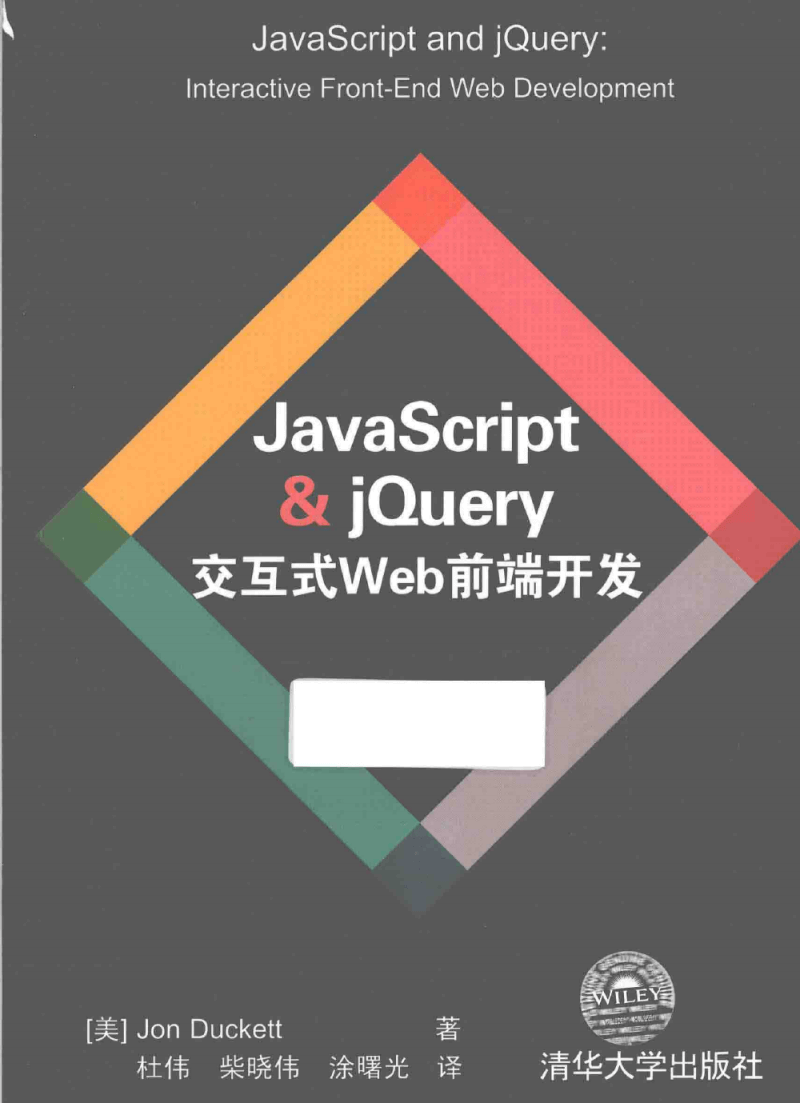 JavaScript and jQuery:
Interactive Front-End Web Development
JavaScript
& jQuery
交互式Web前端开发
WILEY
[美] Jon Duckett 著
杜伟 柴晓伟 涂曙光 译
清华大学出版社